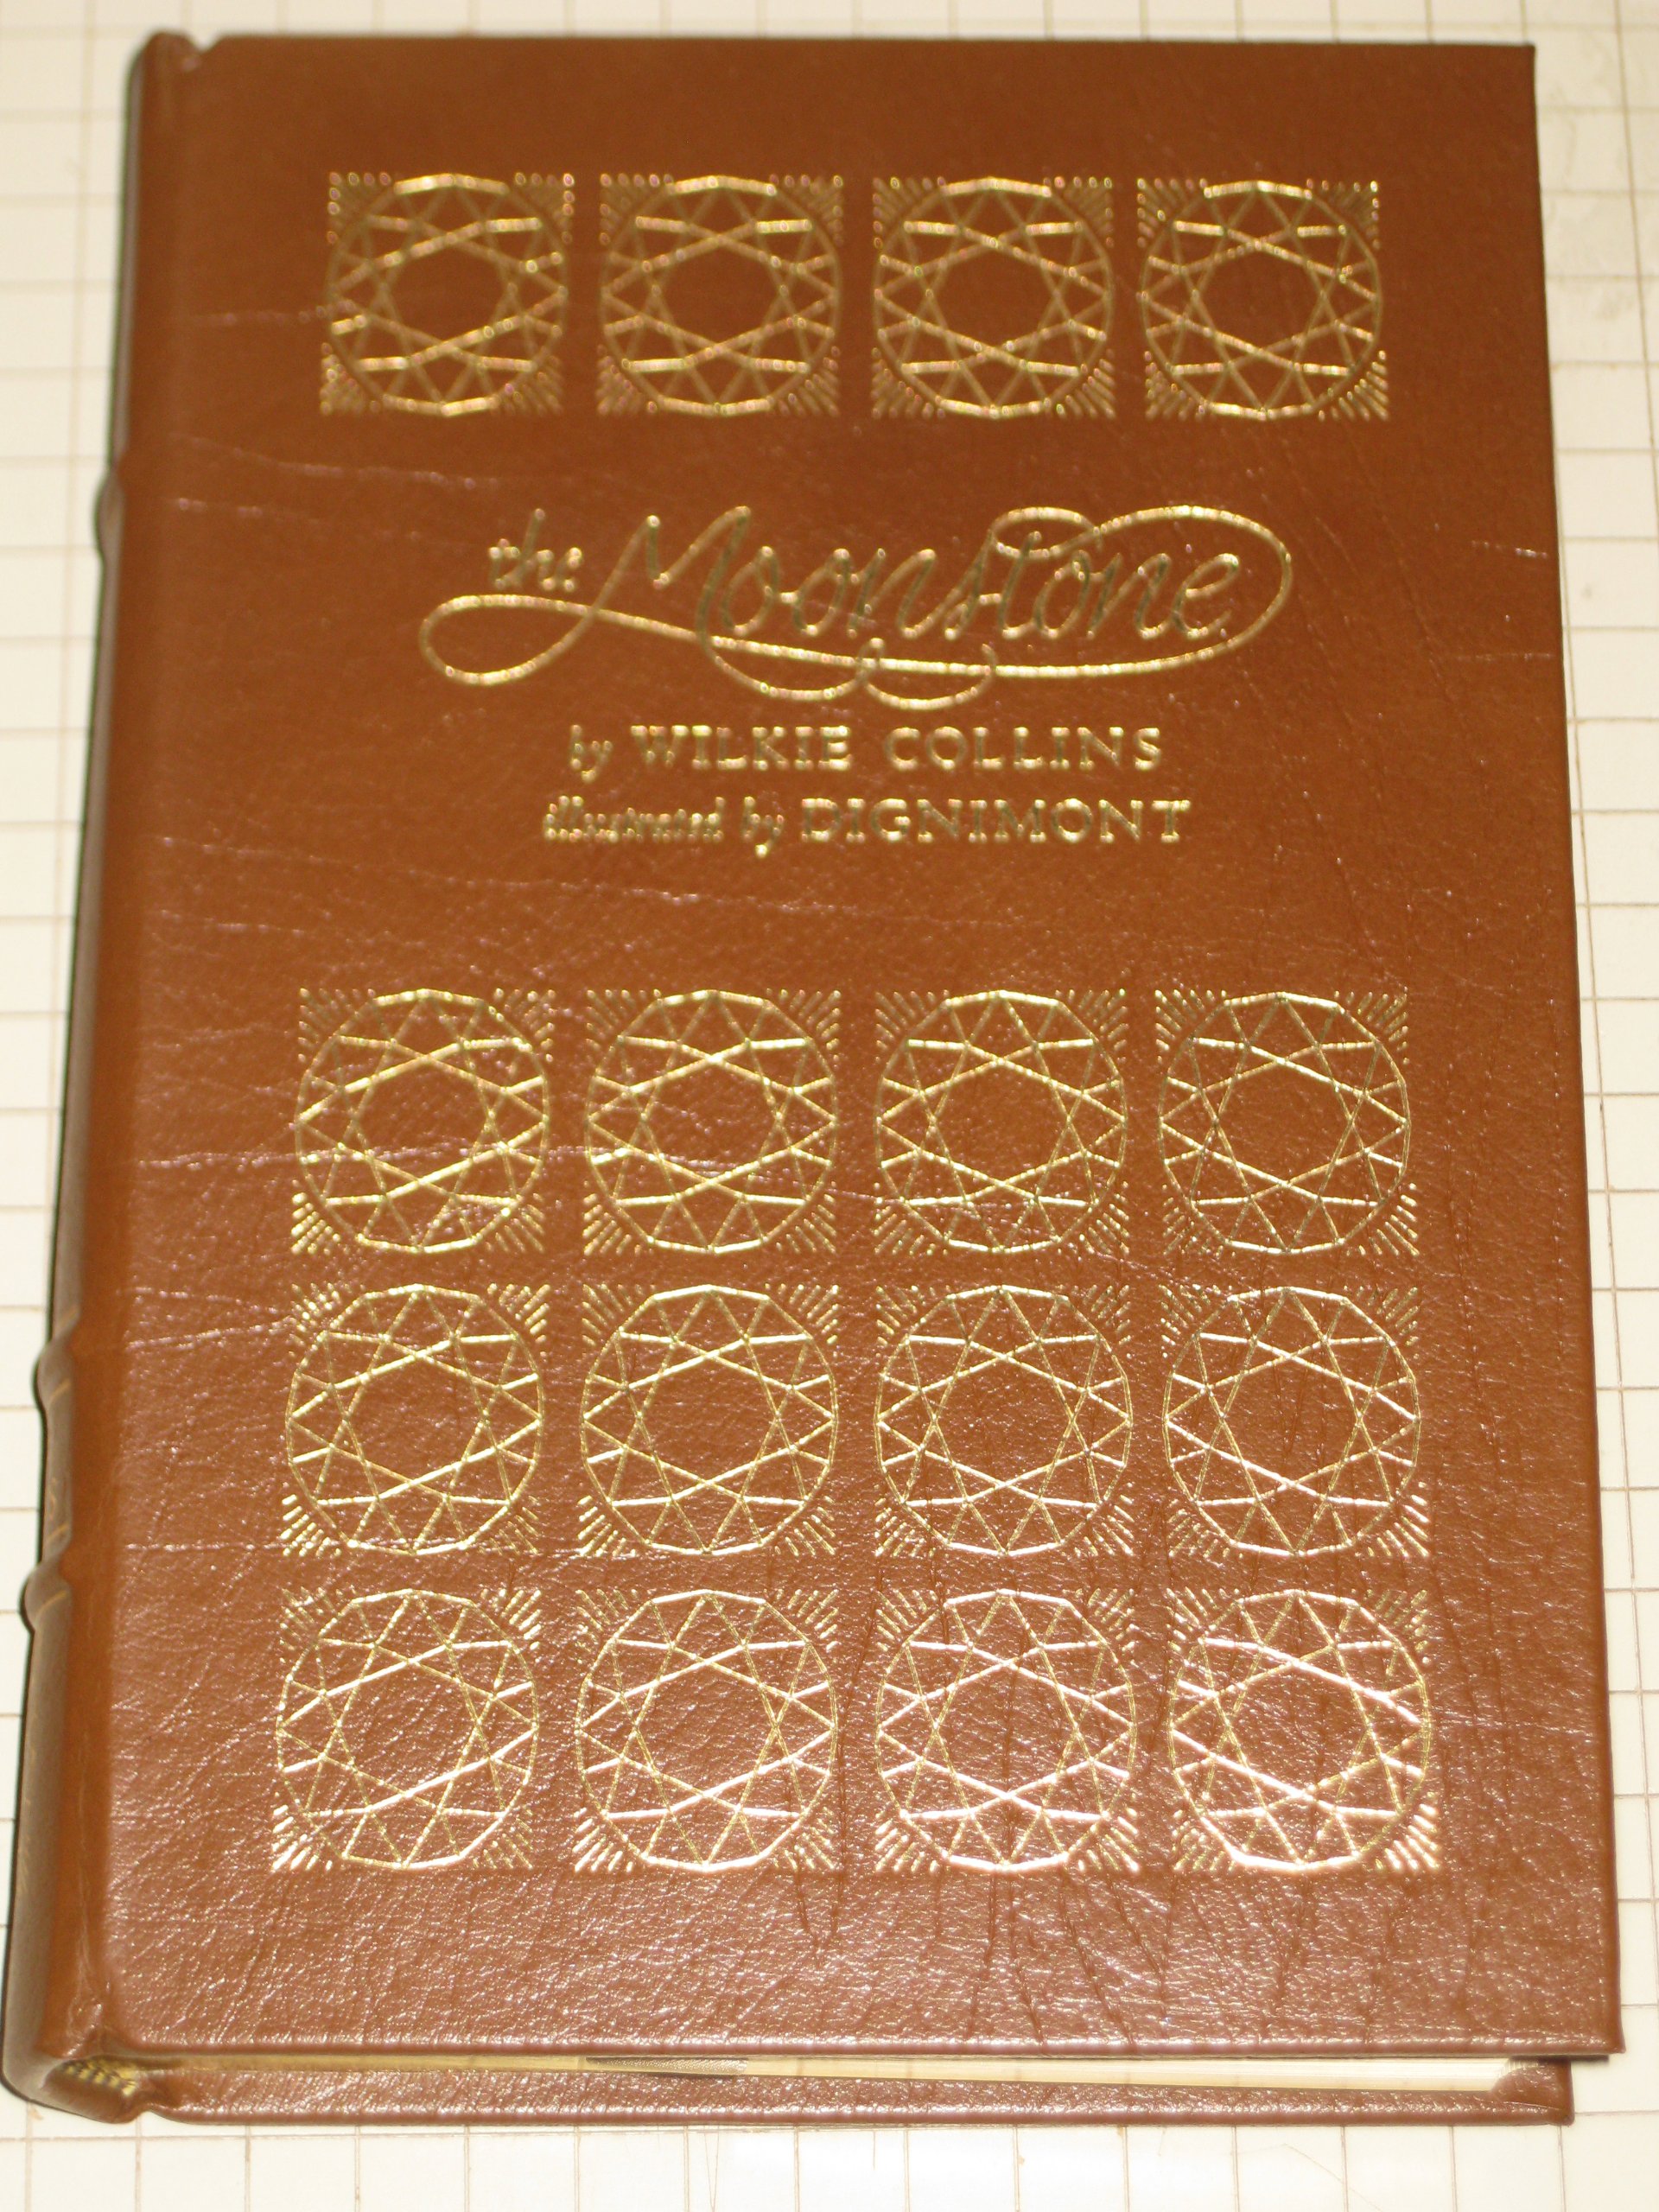 the Moonstone
by WILKIE COLLINS
illustrated by DIGNIMONT